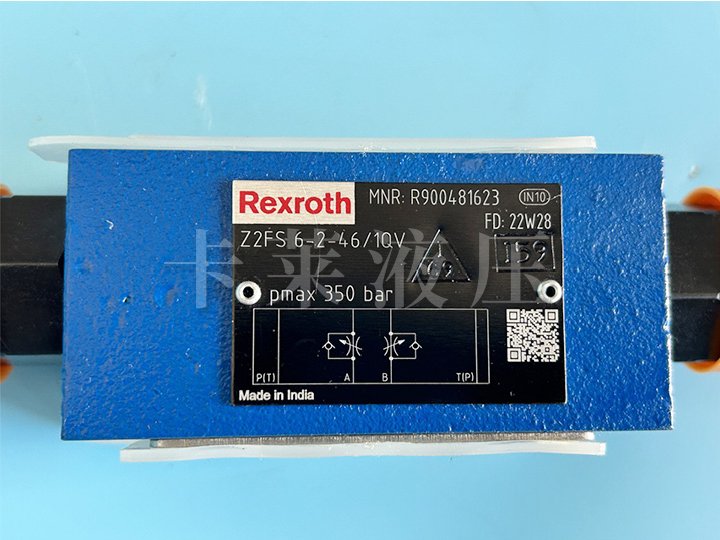 Rexroth MNR: R900481623 IN10
FD: 22W28
Z2FS 6-2-46/1QV
159
卡莱液压
pmax 350 bar
P(T) A B T(P)
Made in India